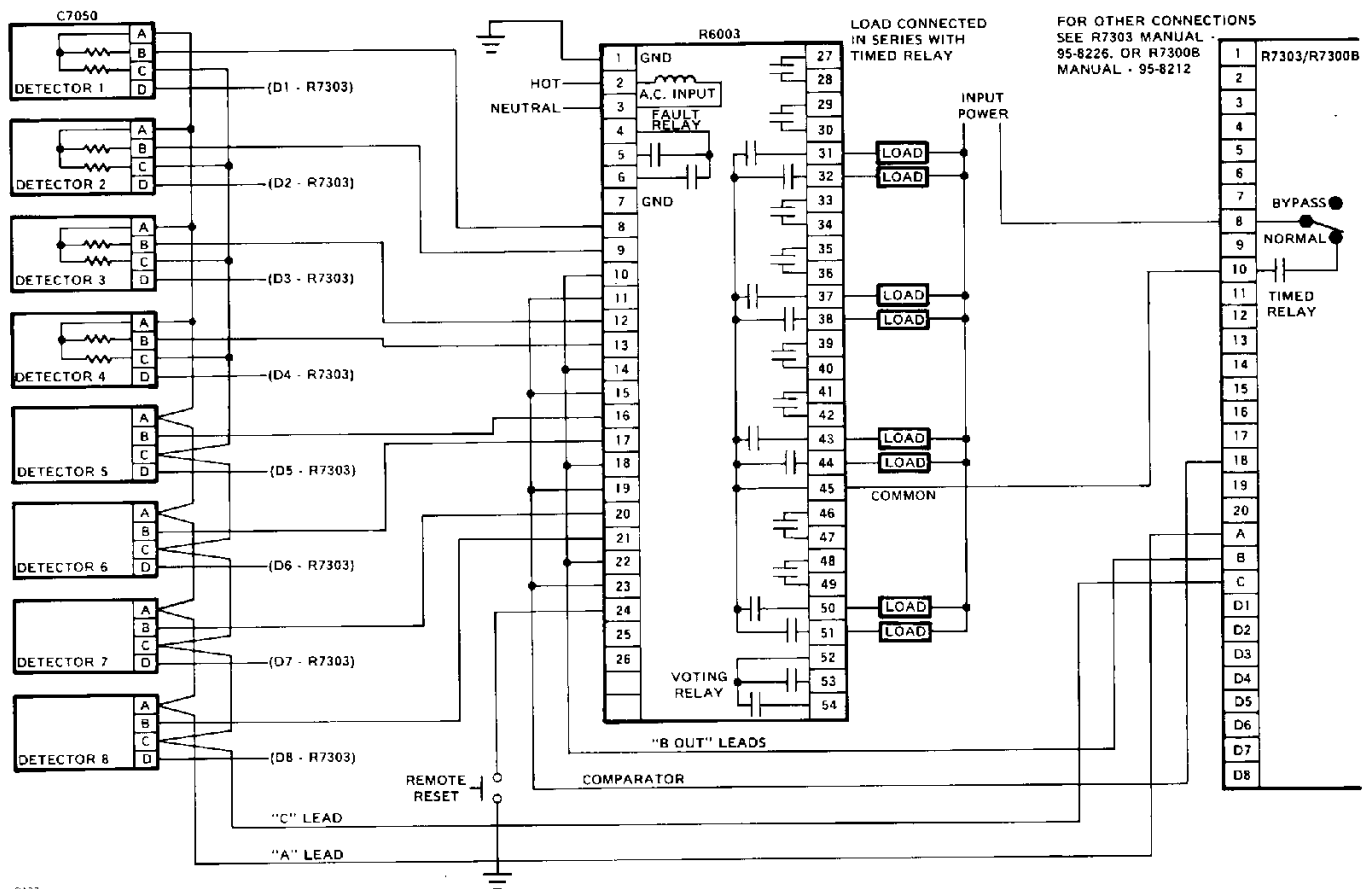 C7050
A
B
C
D
DETECTOR 1
(D1 - R7303)
A
B
C
D
DETECTOR 2
(D2 - R7303)
A
B
C
D
DETECTOR 3
(D3 - R7303)
A
B
C
D
DETECTOR 4
(D4 - R7303)
A
B
C
D
DETECTOR 5
(D5 - R7303)
A
B
C
D
DETECTOR 6
(D6 - R7303)
A
B
C
D
DETECTOR 7
(D7 - R7303)
A
B
C
D
DETECTOR 8
(D8 - R7303)
HOT
NEUTRAL
R6003
1 GND
2
A.C. INPUT
3
FAULT
RELAY
4
5
6
7 GND
8
9
10
11
12
13
14
15
16
17
18
19
20
21
22
23
24
25
26
27
28
29
30
31
32
33
34
35
36
37
38
39
40
41
42
43
44
45
46
47
48
49
50
51
52
53
54
VOTING
RELAY
LOAD CONNECTED
IN SERIES WITH
TIMED RELAY
INPUT
POWER
LOAD
LOAD
LOAD
LOAD
LOAD
LOAD
COMMON
LOAD
LOAD
FOR OTHER CONNECTIONS
SEE R7303 MANUAL -
95-8226. OR R7300B
MANUAL - 95-8212
R7303/R7300B
1
2
3
4
5
6
7
8
9
10
11
12
13
14
15
16
17
18
19
20
A
B
C
D1
D2
D3
D4
D5
D6
D7
D8
BYPASS
NORMAL
TIMED
RELAY
"B OUT" LEADS
COMPARATOR
REMOTE
RESET
"C" LEAD
"A" LEAD